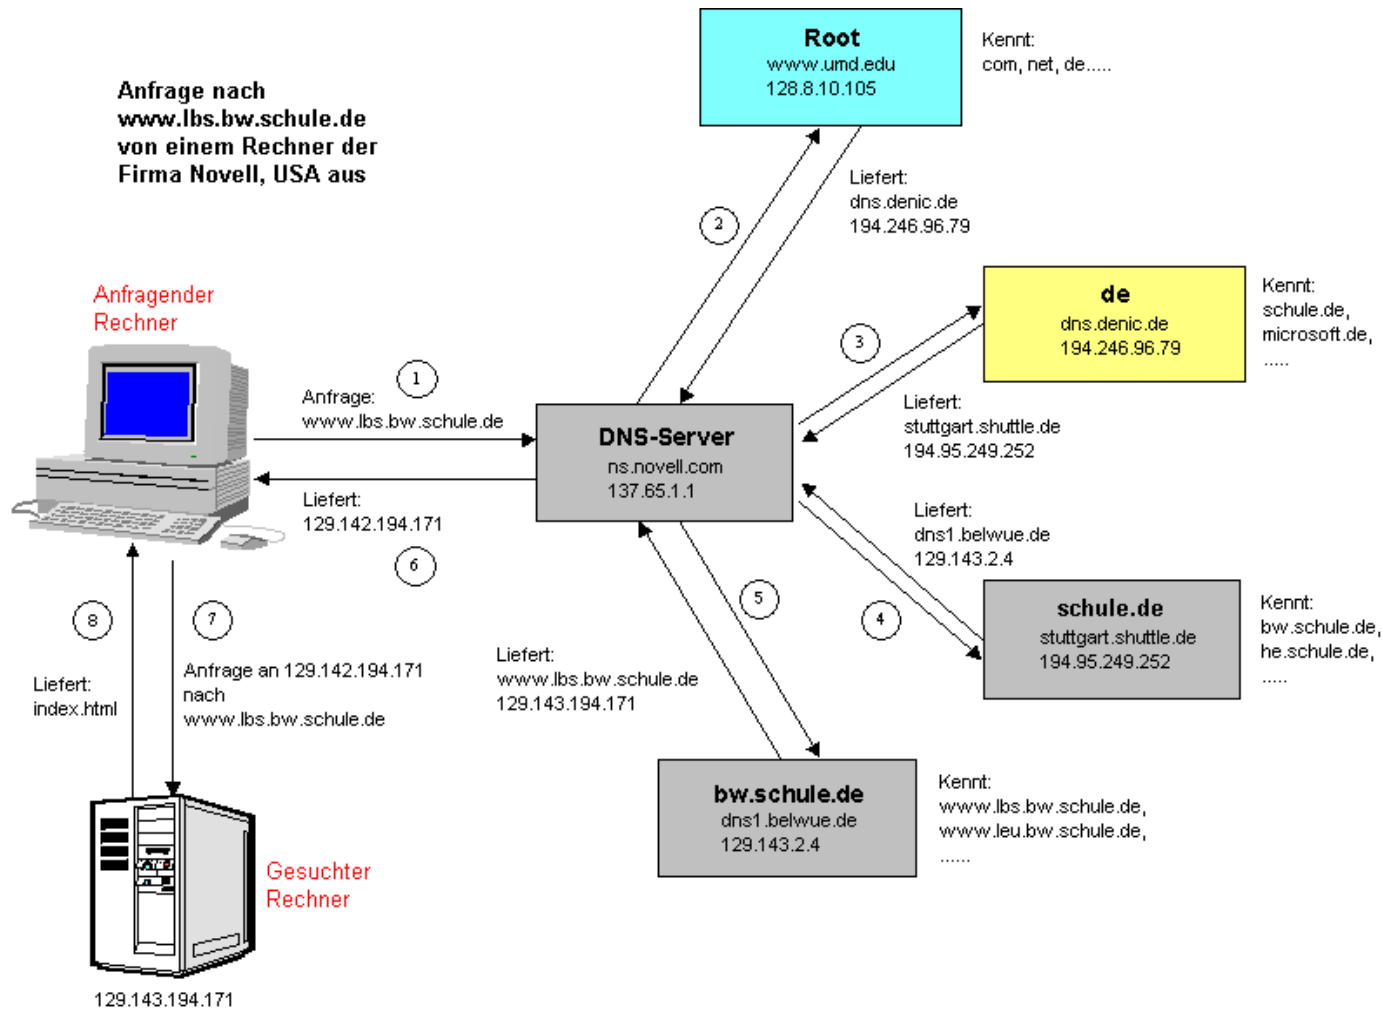 Anfrage nach
www.lbs.bw.schule.de
von einem Rechner der
Firma Novell, USA aus
Root
www.umd.edu
128.8.10.105
Kennt:
com, net, de.....
2
Liefert:
dns.denic.de
194.246.96.79
de
dns.denic.de
194.246.96.79
Kennt:
schule.de,
microsoft.de,
.....
3
Liefert:
stuttgart.shuttle.de
194.95.249.252
Anfragender
Rechner
1
Anfrage:
www.lbs.bw.schule.de
DNS-Server
ns.novell.com
137.65.1.1
Liefert:
129.142.194.171
6
Liefert:
dns1.belwue.de
129.143.2.4
4
schule.de
stuttgart.shuttle.de
194.95.249.252
Kennt:
bw.schule.de,
he.schule.de,
.....
5
Liefert:
www.lbs.bw.schule.de
129.143.194.171
bw.schule.de
dns1.belwue.de
129.143.2.4
Kennt:
www.lbs.bw.schule.de,
www.leu.bw.schule.de,
......
8
Liefert:
index.html
7
Anfrage an 129.142.194.171
nach
www.lbs.bw.schule.de
Gesuchter
Rechner
129.143.194.171